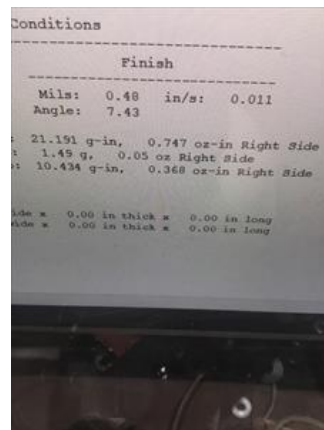 Conditions
Finish
Mils: 0.48 in/s: 0.011
Angle: 7.43
: 21.191 g-in, 0.747 oz-in Right Side
: 1.49 g, 0.05 oz Right Side
: 10.434 g-in, 0.368 oz-in Right Side
ide x 0.00 in thick x 0.00 in long
ide x 0.00 in thick x 0.00 in long